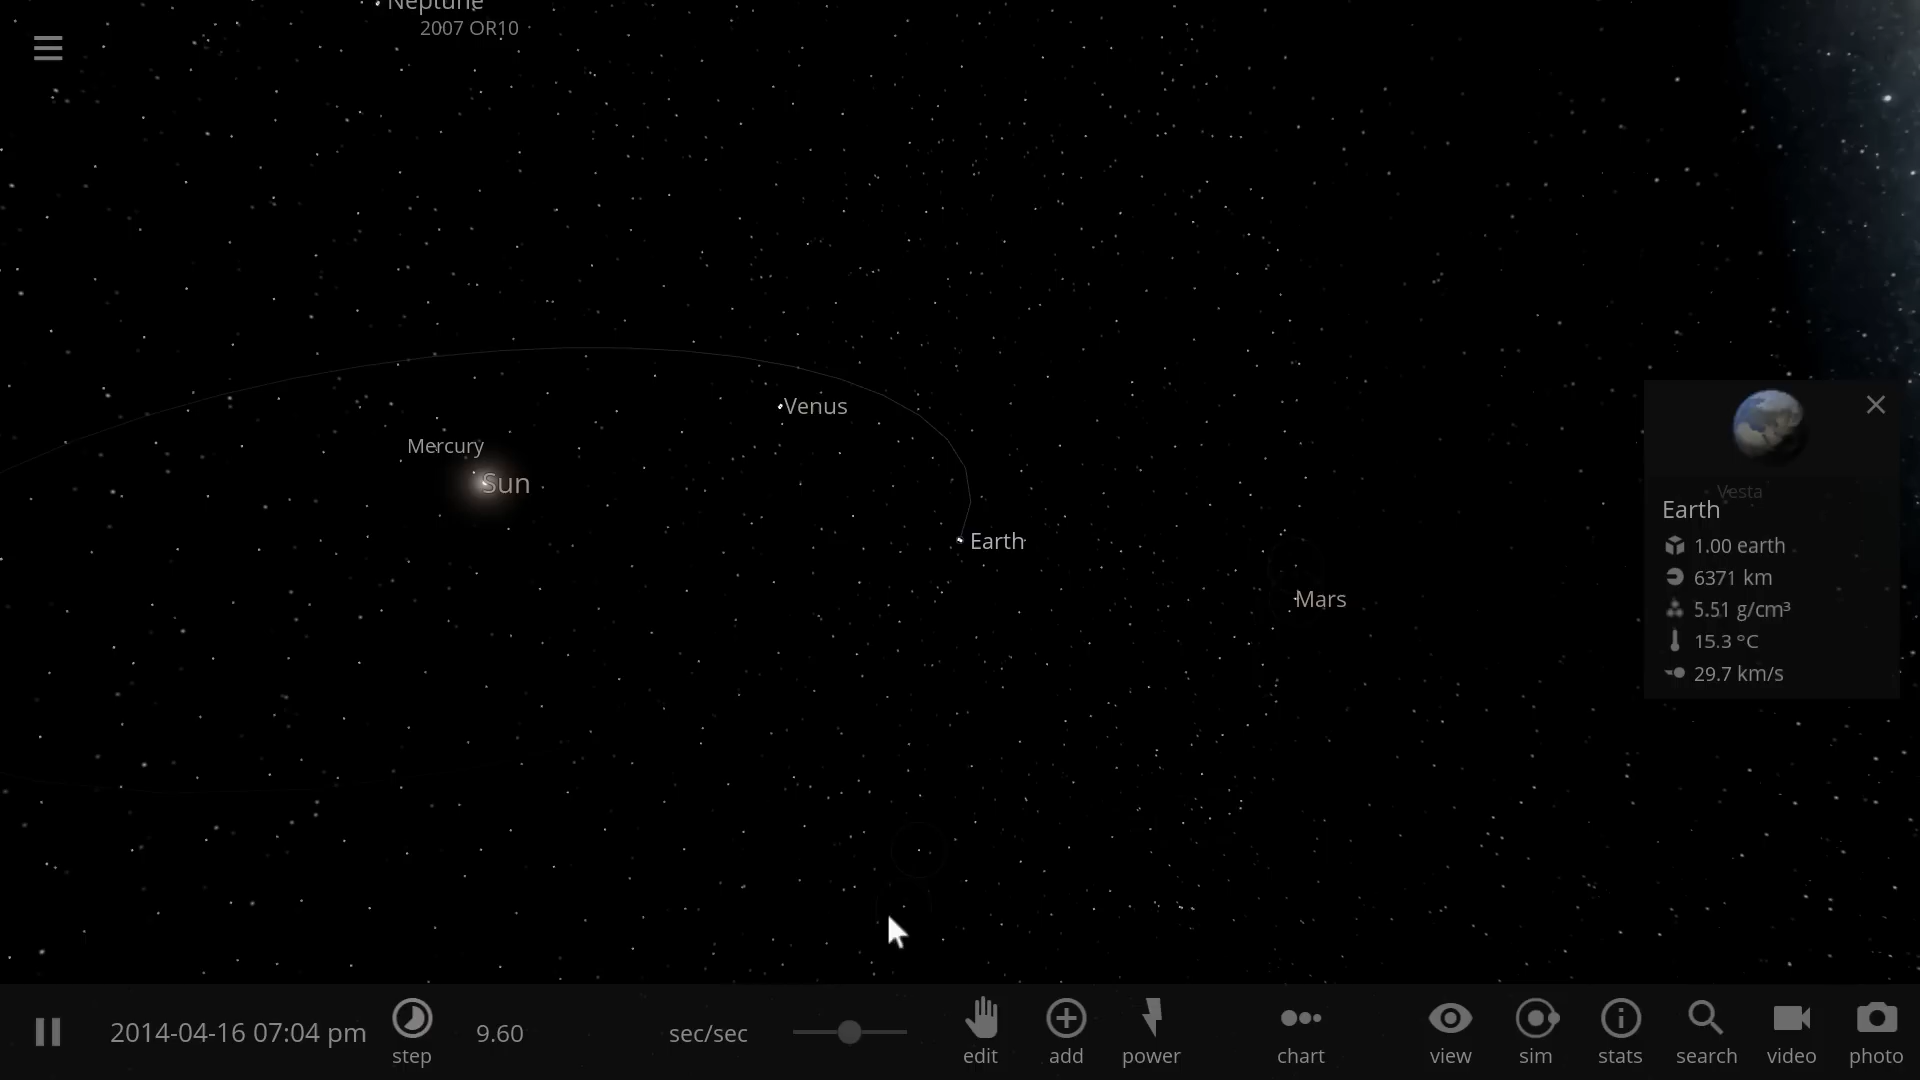 Neptune
2007 OR10
Venus
Mercury
Sun
Earth
Mars
Vesta
Earth
1.00 earth
6371 km
5.51 g/cm³
15.3 °C
29.7 km/s
2014-04-16 07:04 pm
step
9.60
sec/sec
edit
add
power
chart
view
sim
stats
search
video
photo